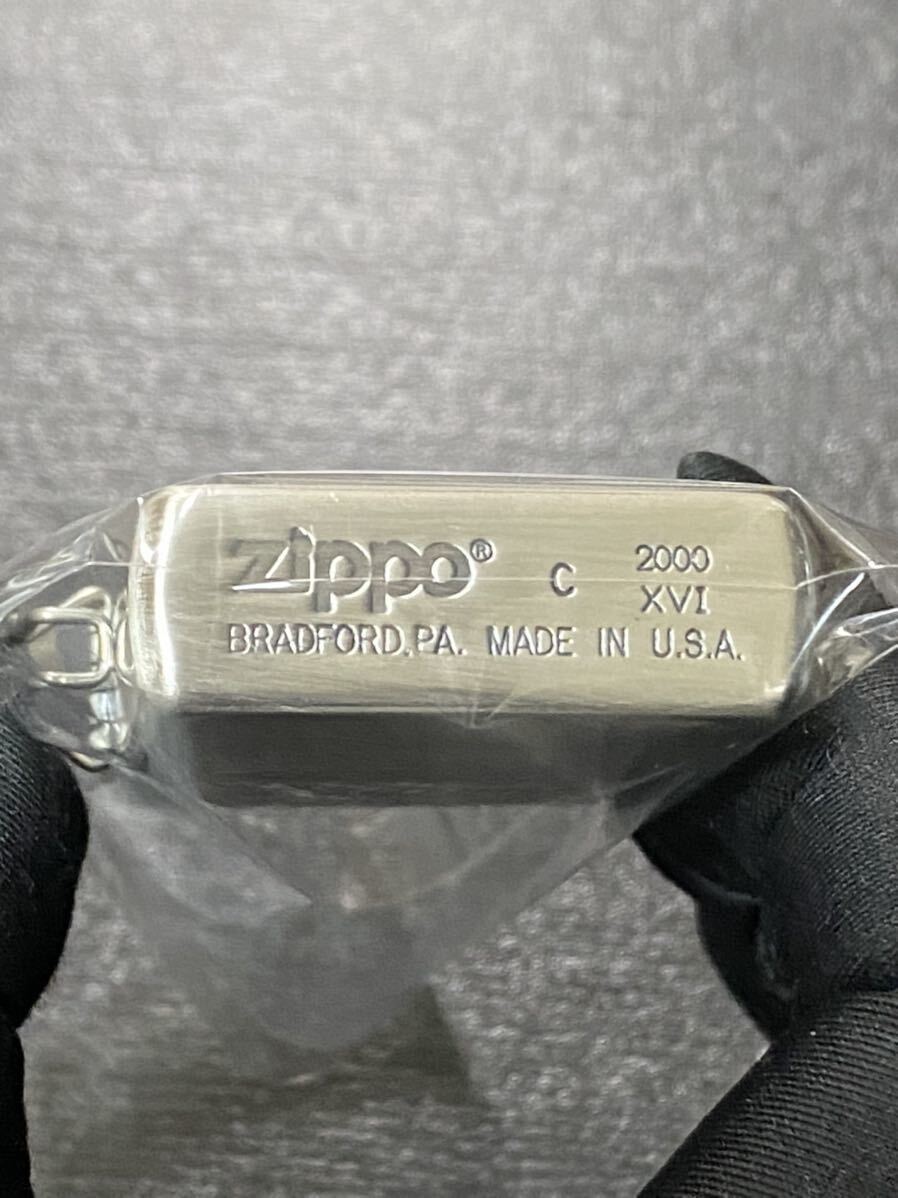 Zippo® C 2000
XVI
BRADFORD, PA. MADE IN U.S.A.